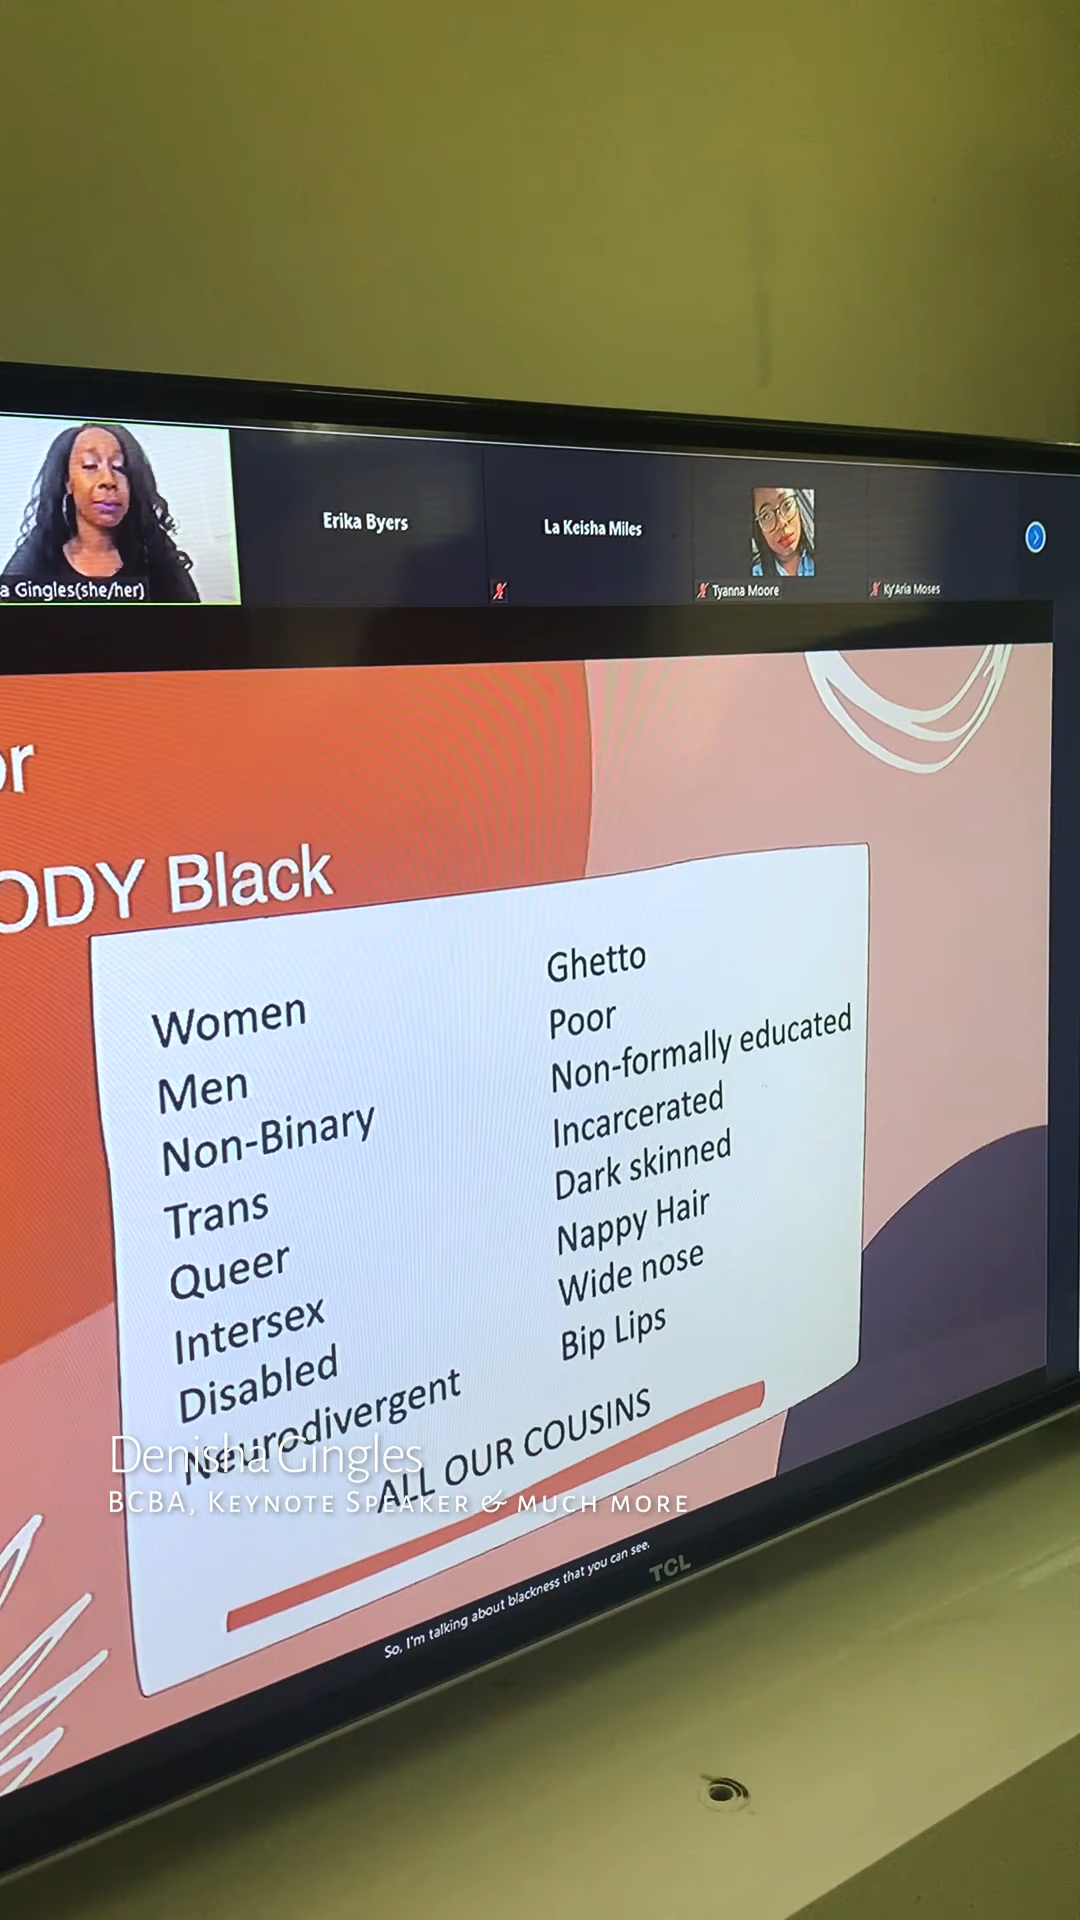 a Gingles(she/her)
Erika Byers
La Keisha Miles
Tyanna Moore
Ky'Aria Moses
or
ODY Black
Women
Men
Non-Binary
Trans
Queer
Intersex
Disabled
Neurodivergent
Ghetto
Poor
Non-formally educated
Incarcerated
Dark skinned
Nappy Hair
Wide nose
Bip Lips
ALL OUR COUSINS
Denisha Gingles
BCBA, Keynote Speaker & much more
So, I'm talking about blackness that you can see.
TCL